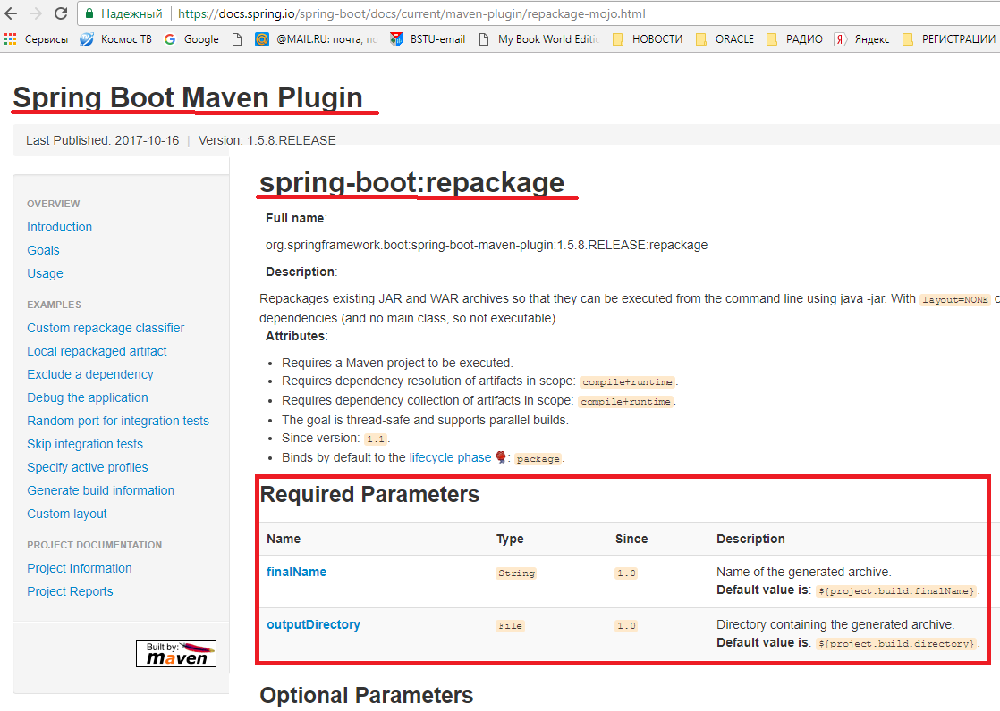 Надежный https://docs.spring.io/spring-boot/docs/current/maven-plugin/repackage-mojo.html
Сервисы Космос ТВ Google @MAIL.RU: почта, по BSTU-email My Book World Editi НОВОСТИ ORACLE РАДИО Яндекс РЕГИСТРАЦИИ
Spring Boot Maven Plugin
Last Published: 2017-10-16 | Version: 1.5.8.RELEASE
OVERVIEW
Introduction
Goals
Usage
EXAMPLES
Custom repackage classifier
Local repackaged artifact
Exclude a dependency
Debug the application
Random port for integration tests
Skip integration tests
Specify active profiles
Generate build information
Custom layout
PROJECT DOCUMENTATION
Project Information
Project Reports
Built by:
maven
spring-boot:repackage
Full name:
org.springframework.boot:spring-boot-maven-plugin:1.5.8.RELEASE:repackage
Description:
Repackages existing JAR and WAR archives so that they can be executed from the command line using java -jar. With layout=NONE c
dependencies (and no main class, so not executable).
Attributes:
• Requires a Maven project to be executed.
• Requires dependency resolution of artifacts in scope: compile+runtime.
• Requires dependency collection of artifacts in scope: compile+runtime.
• The goal is thread-safe and supports parallel builds.
• Since version: 1.1.
• Binds by default to the lifecycle phase: package.
Required Parameters
Name Type Since Description
finalName String 1.0 Name of the generated archive.
Default value is: ${project.build.finalName}.
outputDirectory File 1.0 Directory containing the generated archive.
Default value is: ${project.build.directory}.
Optional Parameters